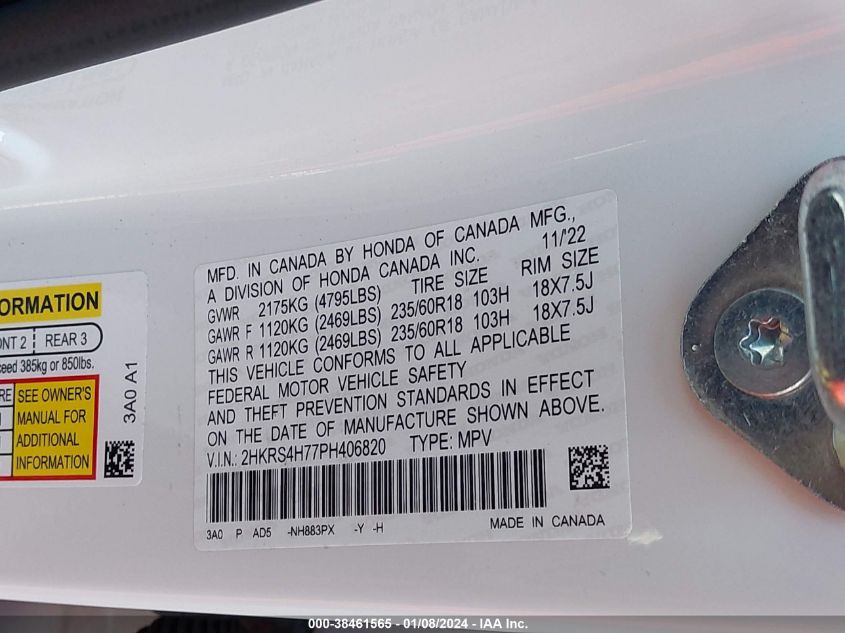 MFD. IN CANADA BY HONDA OF CANADA MFG.,
A DIVISION OF HONDA CANADA INC. 11/'22
GVWR 2175KG (4795LBS) TIRE SIZE RIM SIZE
GAWR F 1120KG (2469LBS) 235/60R18 103H 18X7.5J
GAWR R 1120KG (2469LBS) 235/60R18 103H 18X7.5J
THIS VEHICLE CONFORMS TO ALL APPLICABLE
FEDERAL MOTOR VEHICLE SAFETY
AND THEFT PREVENTION STANDARDS IN EFFECT
ON THE DATE OF MANUFACTURE SHOWN ABOVE.
V.I.N.: 2HKRS4H77PH406820 TYPE: MPV
3A0 P AD5 -NH883PX -Y -H MADE IN CANADA
ORMATION
ONT 2 REAR 3
ceed 385kg or 850lbs.
RE SEE OWNER'S
MANUAL FOR
ADDITIONAL
INFORMATION
3A0 A1
000-38461565 - 01/08/2024 - IAA Inc.